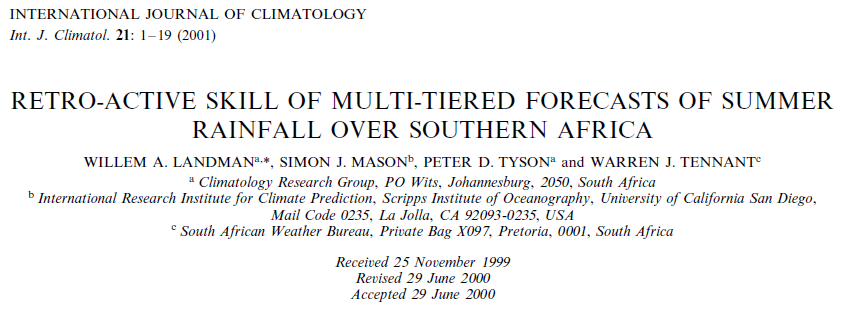 INTERNATIONAL JOURNAL OF CLIMATOLOGY
Int. J. Climatol. 21: 1–19 (2001)
RETRO-ACTIVE SKILL OF MULTI-TIERED FORECASTS OF SUMMER
RAINFALL OVER SOUTHERN AFRICA
WILLEM A. LANDMANa,*, SIMON J. MASONb, PETER D. TYSONa and WARREN J. TENNANTc
a Climatology Research Group, PO Wits, Johannesburg, 2050, South Africa
b International Research Institute for Climate Prediction, Scripps Institute of Oceanography, University of California San Diego,
Mail Code 0235, La Jolla, CA 92093-0235, USA
c South African Weather Bureau, Private Bag X097, Pretoria, 0001, South Africa
Received 25 November 1999
Revised 29 June 2000
Accepted 29 June 2000